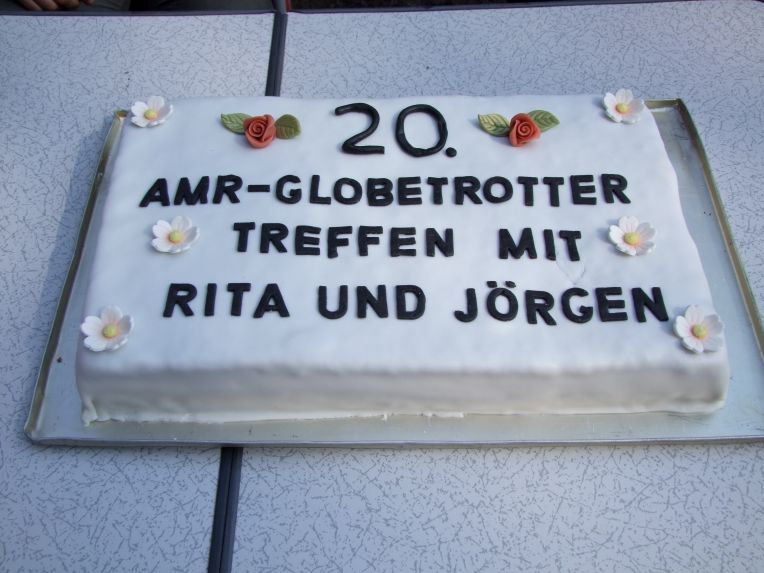 20.
AMR-GLOBETROTTER
TREFFEN MIT
RITA UND JÖRGEN